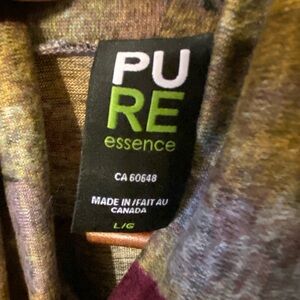 PU
RE
essence
CA 60648
MADE IN /FAIT AU
CANADA
L/G